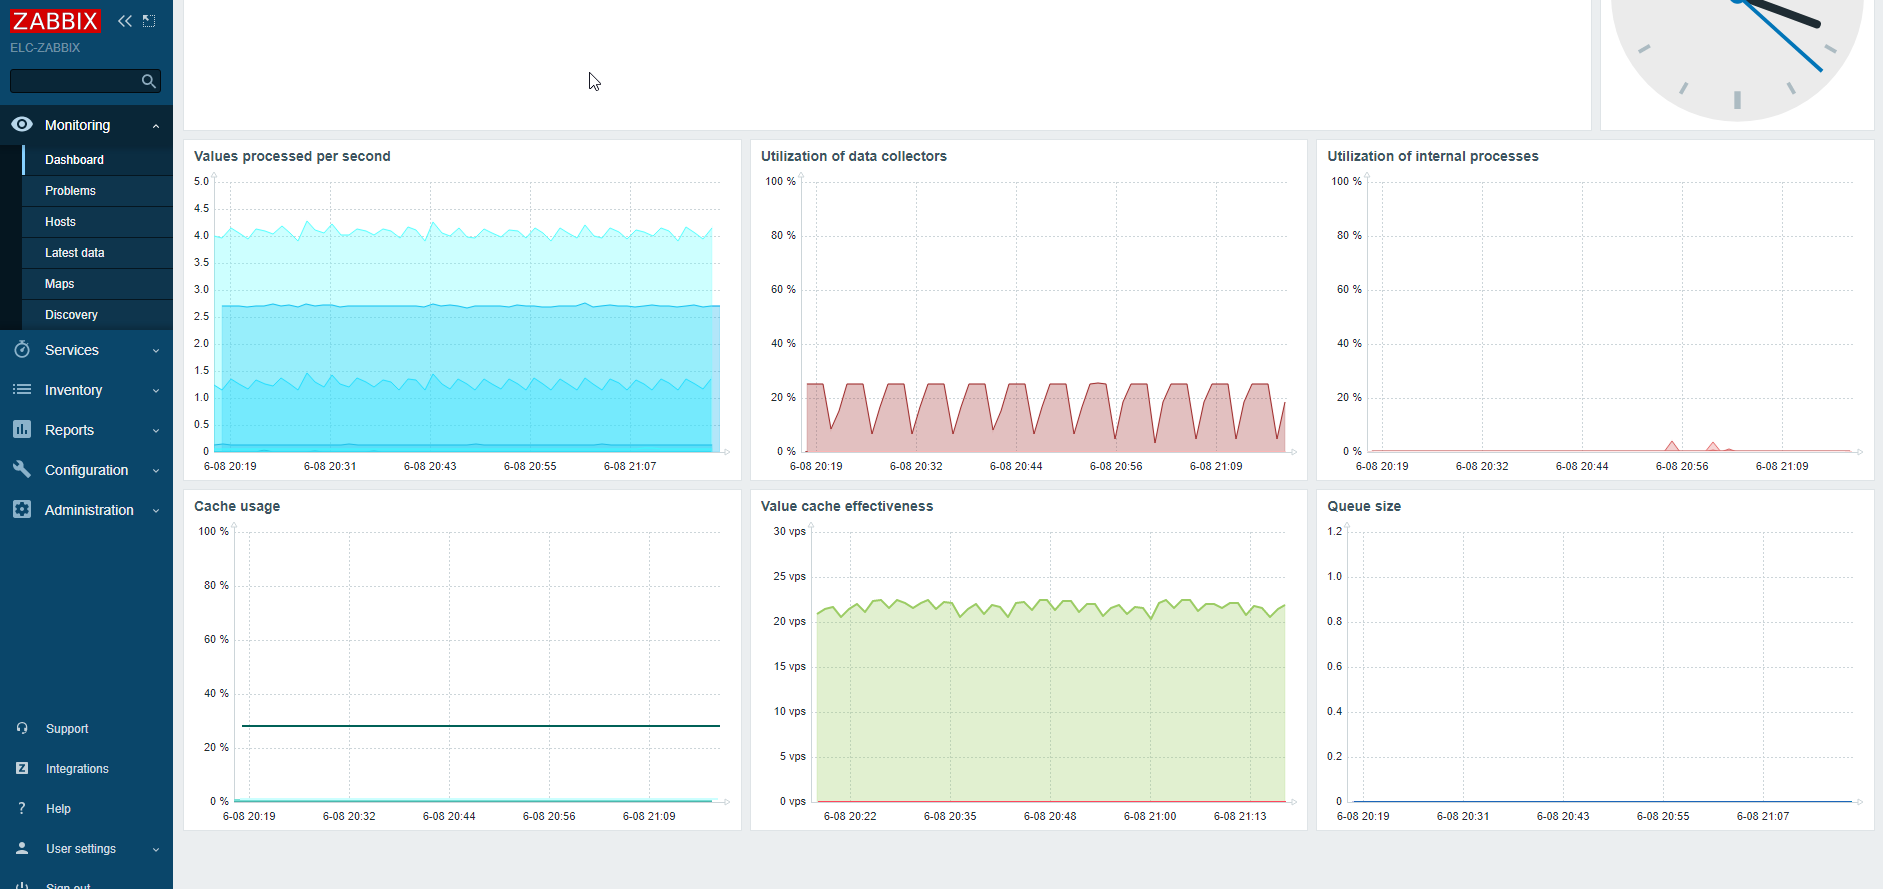 ZABBIX
ELC-ZABBIX
Monitoring
Dashboard
Problems
Hosts
Latest data
Maps
Discovery
Services
Inventory
Reports
Configuration
Administration
Support
Integrations
Help
User settings
Sign out
Values processed per second
5.0
4.5
4.0
3.5
3.0
2.5
2.0
1.5
1.0
0.5
0
6-08 20:19 6-08 20:31 6-08 20:43 6-08 20:55 6-08 21:07
Utilization of data collectors
100 %
80 %
60 %
40 %
20 %
0 %
6-08 20:19 6-08 20:32 6-08 20:44 6-08 20:56 6-08 21:09
Utilization of internal processes
100 %
80 %
60 %
40 %
20 %
0 %
6-08 20:19 6-08 20:32 6-08 20:44 6-08 20:56 6-08 21:09
Cache usage
100 %
80 %
60 %
40 %
20 %
0 %
6-08 20:19 6-08 20:32 6-08 20:44 6-08 20:56 6-08 21:09
Value cache effectiveness
30 vps
25 vps
20 vps
15 vps
10 vps
5 vps
0 vps
6-08 20:22 6-08 20:35 6-08 20:48 6-08 21:00 6-08 21:13
Queue size
1.2
1.0
0.8
0.6
0.4
0.2
0
6-08 20:19 6-08 20:31 6-08 20:43 6-08 20:55 6-08 21:07